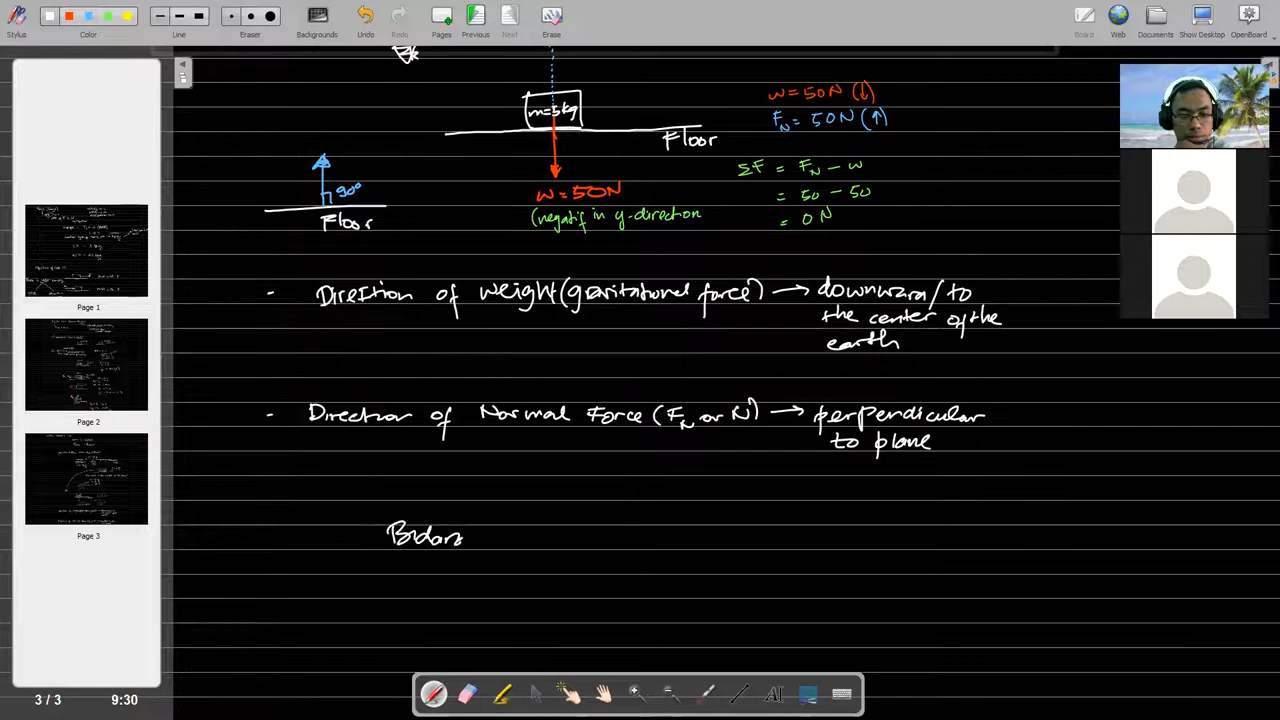 Stylus
Color
Eraser
Backgrounds
Undo
Redo
Pages
Previous
Next
Erase
Board
Web
Documents
Show Desktop
OpenBoard
m=5kg
Floor
w = 50N (↓)
F_N = 50N (↑)
90°
Floor
w = 50N
(negatif in y-direction
ΣF = F_N - w
= 50 - 50
= 0 N
- Direction of weight (gravitational force) → downward/to
the center of the
earth
- Direction of Normal Force (F_N or N) → perpendicular
to plane
Page 1
Page 2
Page 3
3 / 3
9:30